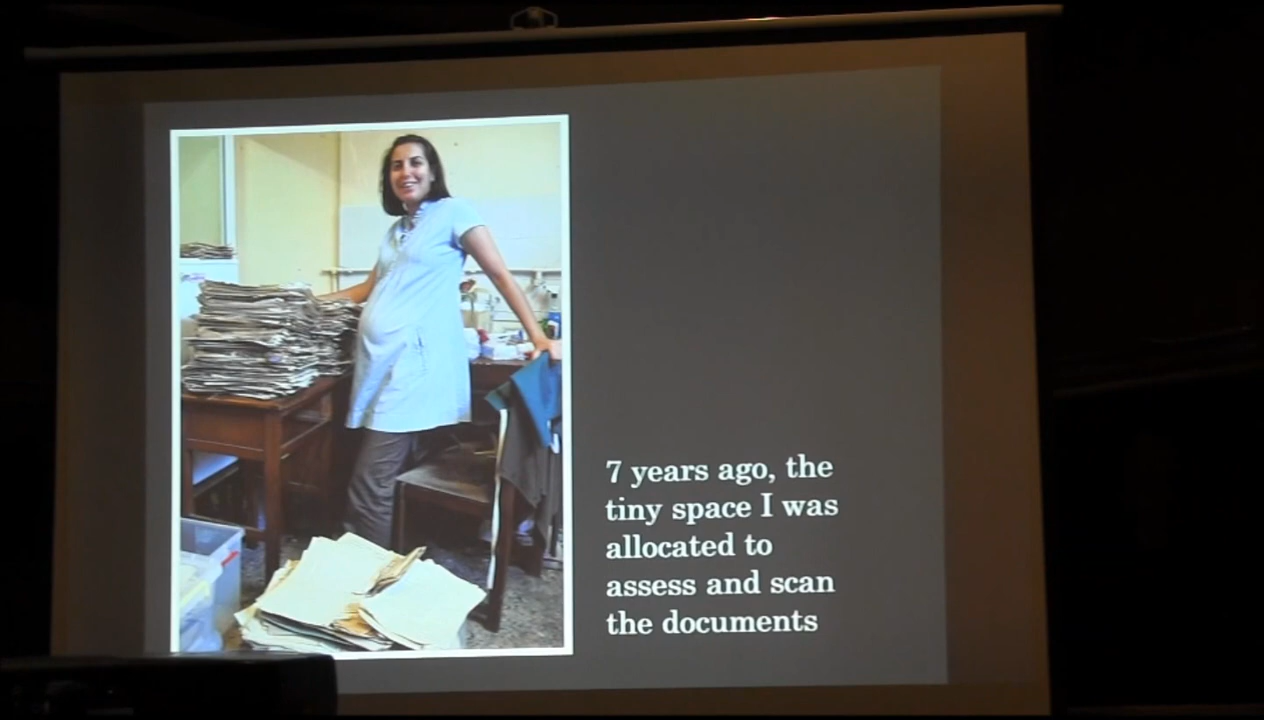 7 years ago, the
tiny space I was
allocated to
assess and scan
the documents